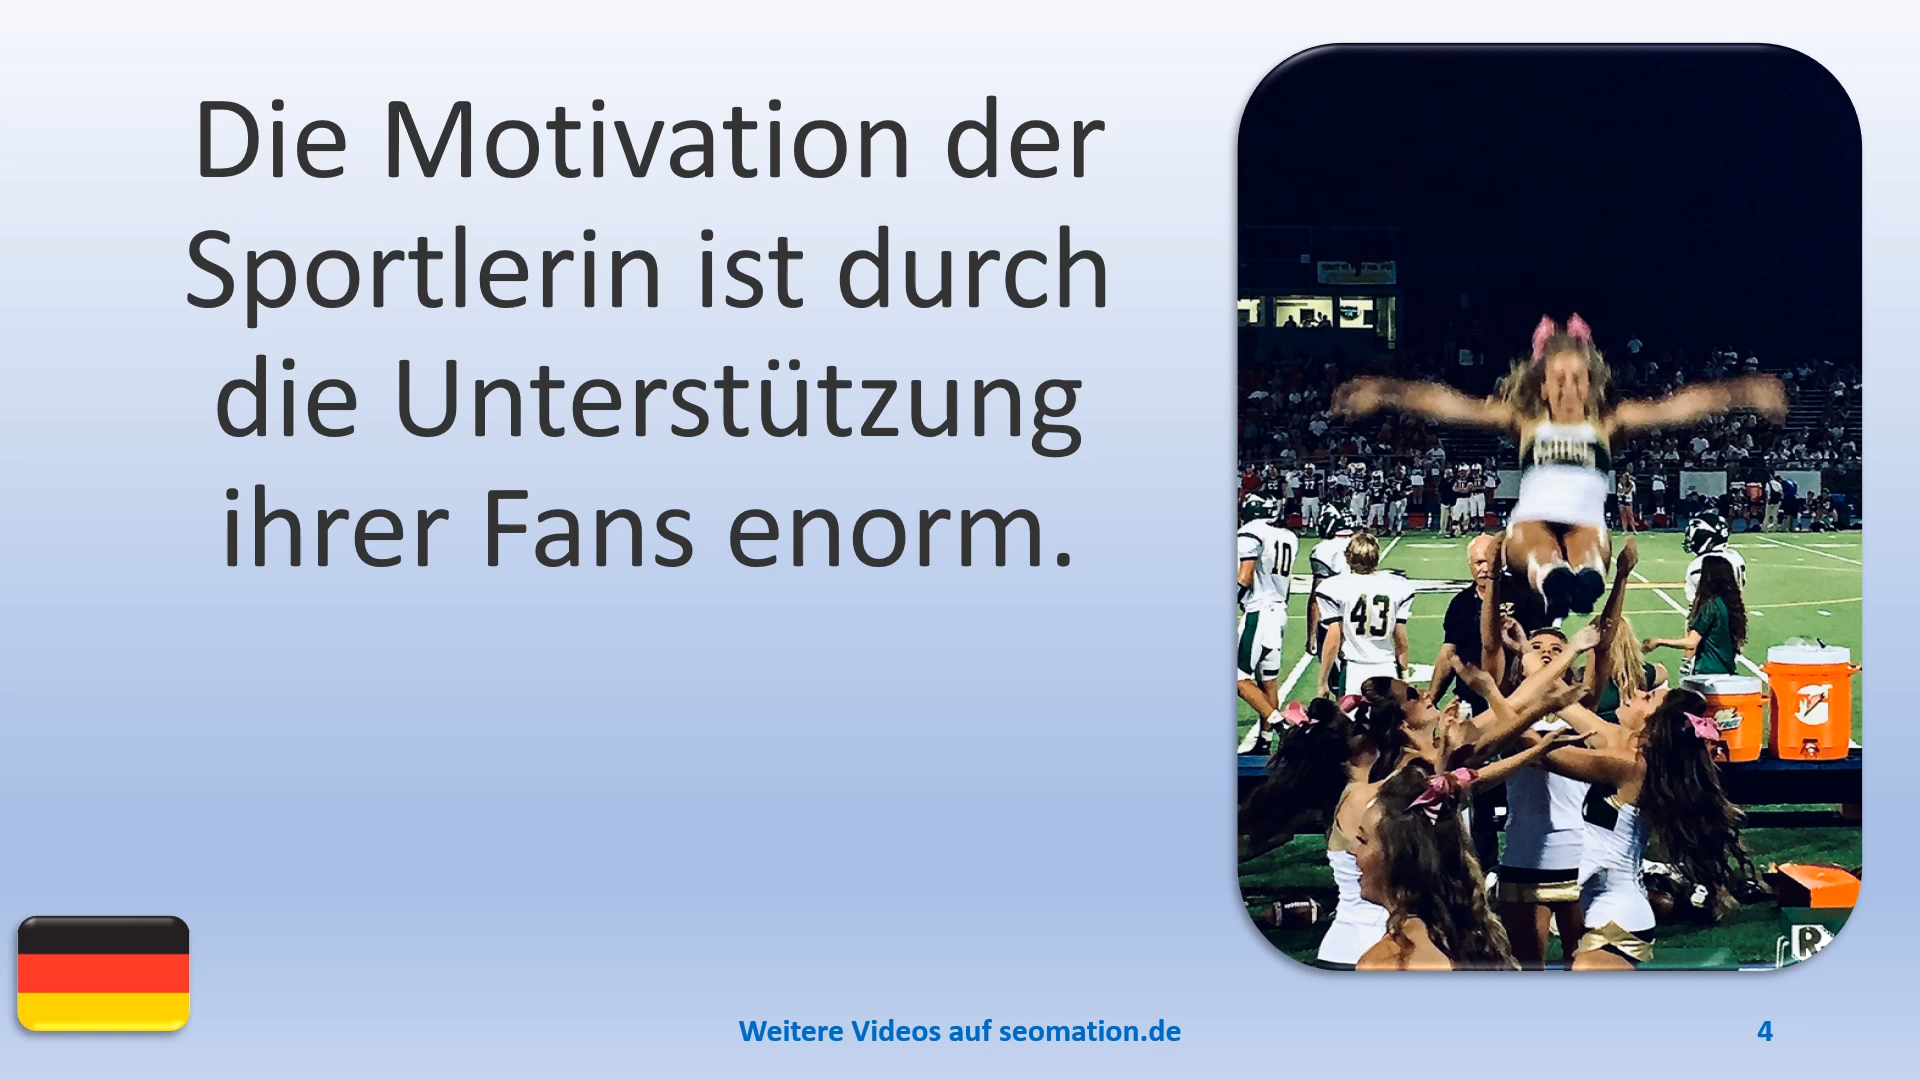 Die Motivation der
Sportlerin ist durch
die Unterstützung
ihrer Fans enorm.
10
43
R
Weitere Videos auf seomation.de
4